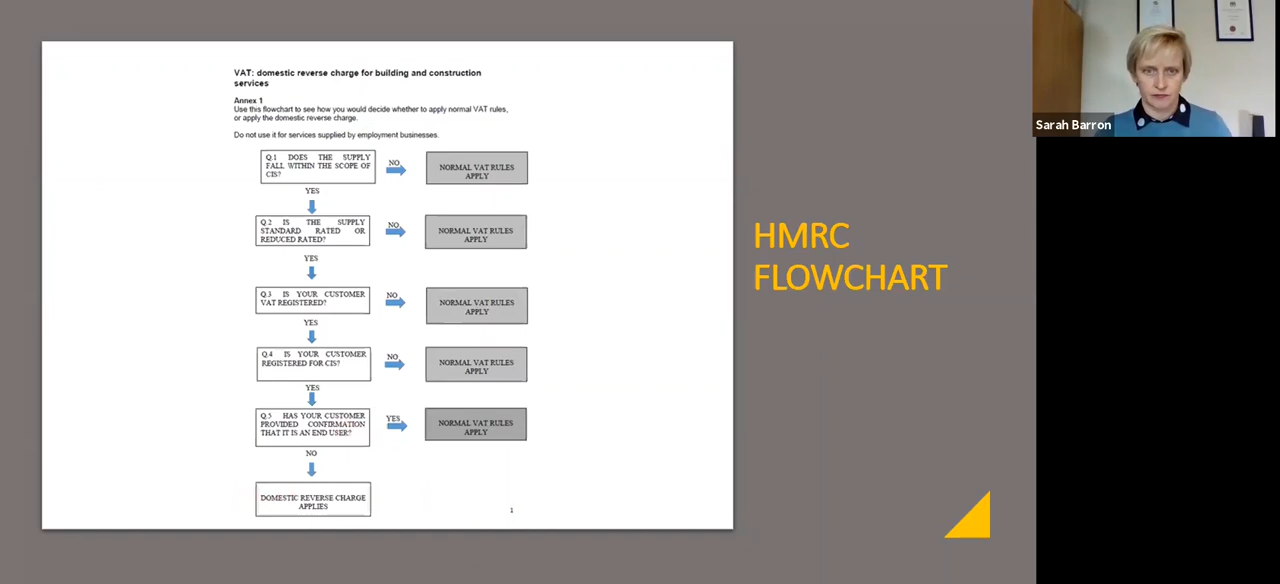 VAT: domestic reverse charge for building and construction
services
Annex 1
Use this flowchart to see how you would decide whether to apply normal VAT rules,
or apply the domestic reverse charge.
Do not use it for services supplied by employment businesses.
Q.1 DOES THE SUPPLY
FALL WITHIN THE SCOPE OF
CIS?
NO
NORMAL VAT RULES
APPLY
YES
Q.2 IS THE SUPPLY
STANDARD RATED OR
REDUCED RATED?
NO
NORMAL VAT RULES
APPLY
YES
Q.3 IS YOUR CUSTOMER
VAT REGISTERED?
NO
NORMAL VAT RULES
APPLY
YES
Q.4 IS YOUR CUSTOMER
REGISTERED FOR CIS?
NO
NORMAL VAT RULES
APPLY
YES
Q.5 HAS YOUR CUSTOMER
PROVIDED CONFIRMATION
THAT IT IS AN END USER?
YES
NORMAL VAT RULES
APPLY
NO
DOMESTIC REVERSE CHARGE
APPLIES
1
HMRC
FLOWCHART
Sarah Barron